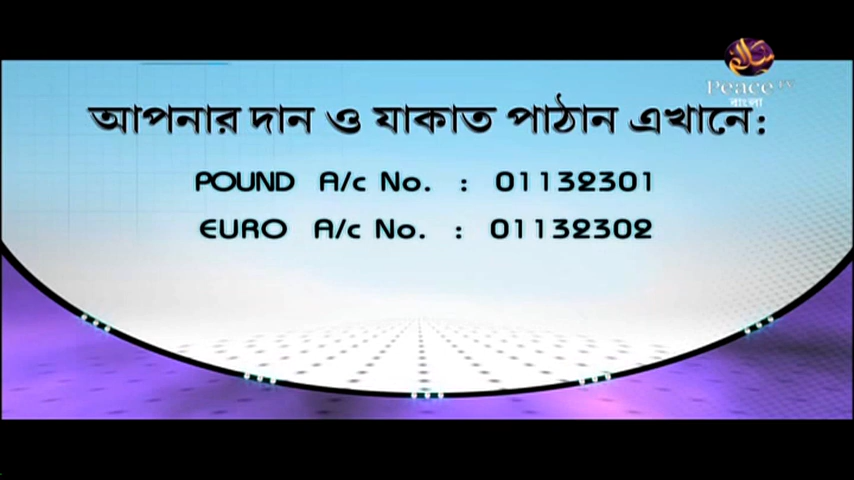 Peace TV
বাংলা
আপনার দান ও যাকাত পাঠান এখানে:
POUND A/c No. : 01132301
EURO A/c No. : 01132302